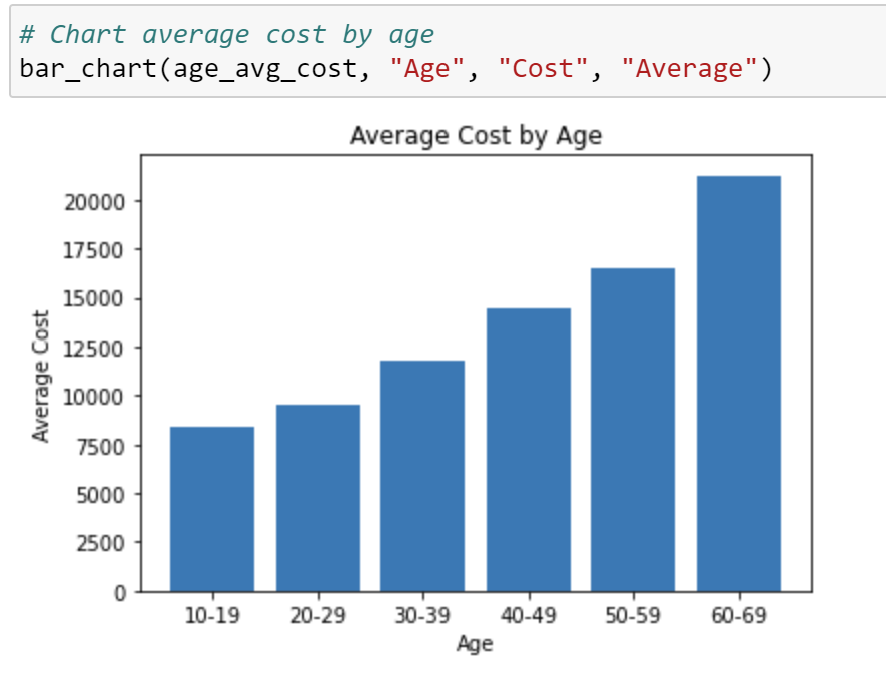 # Chart average cost by age
bar_chart(age_avg_cost, "Age", "Cost", "Average")
Average Cost by Age
20000
17500
15000
12500
10000
7500
5000
2500
0
Average Cost
10-19 20-29 30-39 40-49 50-59 60-69
Age